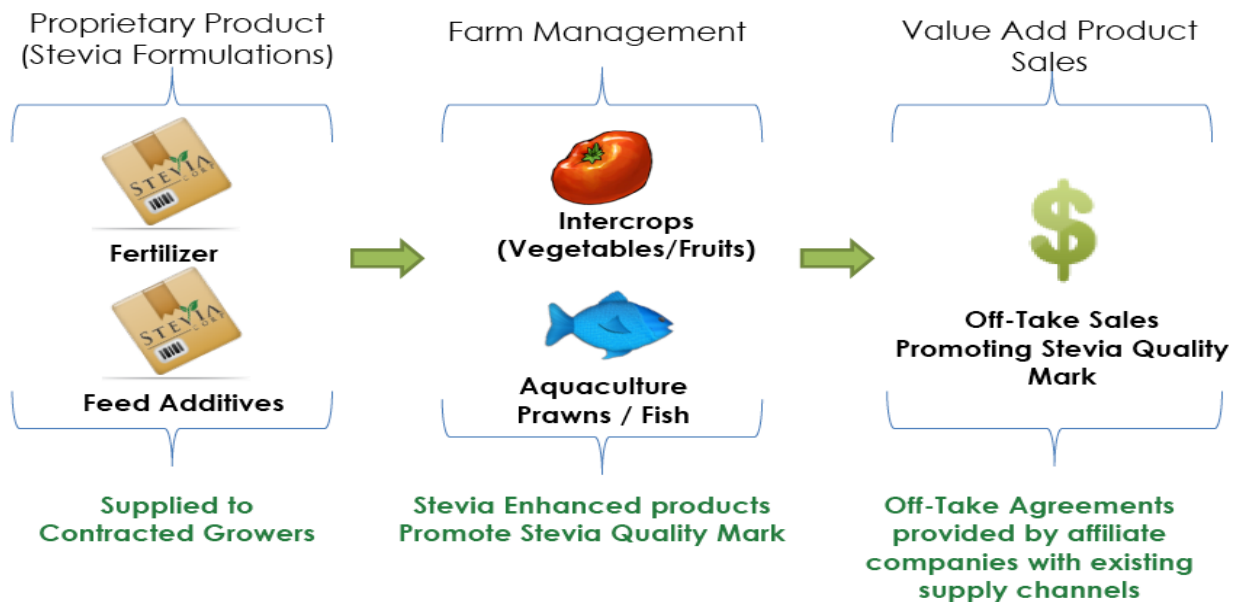 Proprietary Product
(Stevia Formulations)
STEVIA
CORP
Fertilizer
STEVIA
CORP
Feed Additives
Supplied to
Contracted Growers
Farm Management
Intercrops
(Vegetables/Fruits)
Aquaculture
Prawns / Fish
Stevia Enhanced products
Promote Stevia Quality Mark
Value Add Product
Sales
$
Off-Take Sales
Promoting Stevia Quality
Mark
Off-Take Agreements
provided by affiliate
companies with existing
supply channels